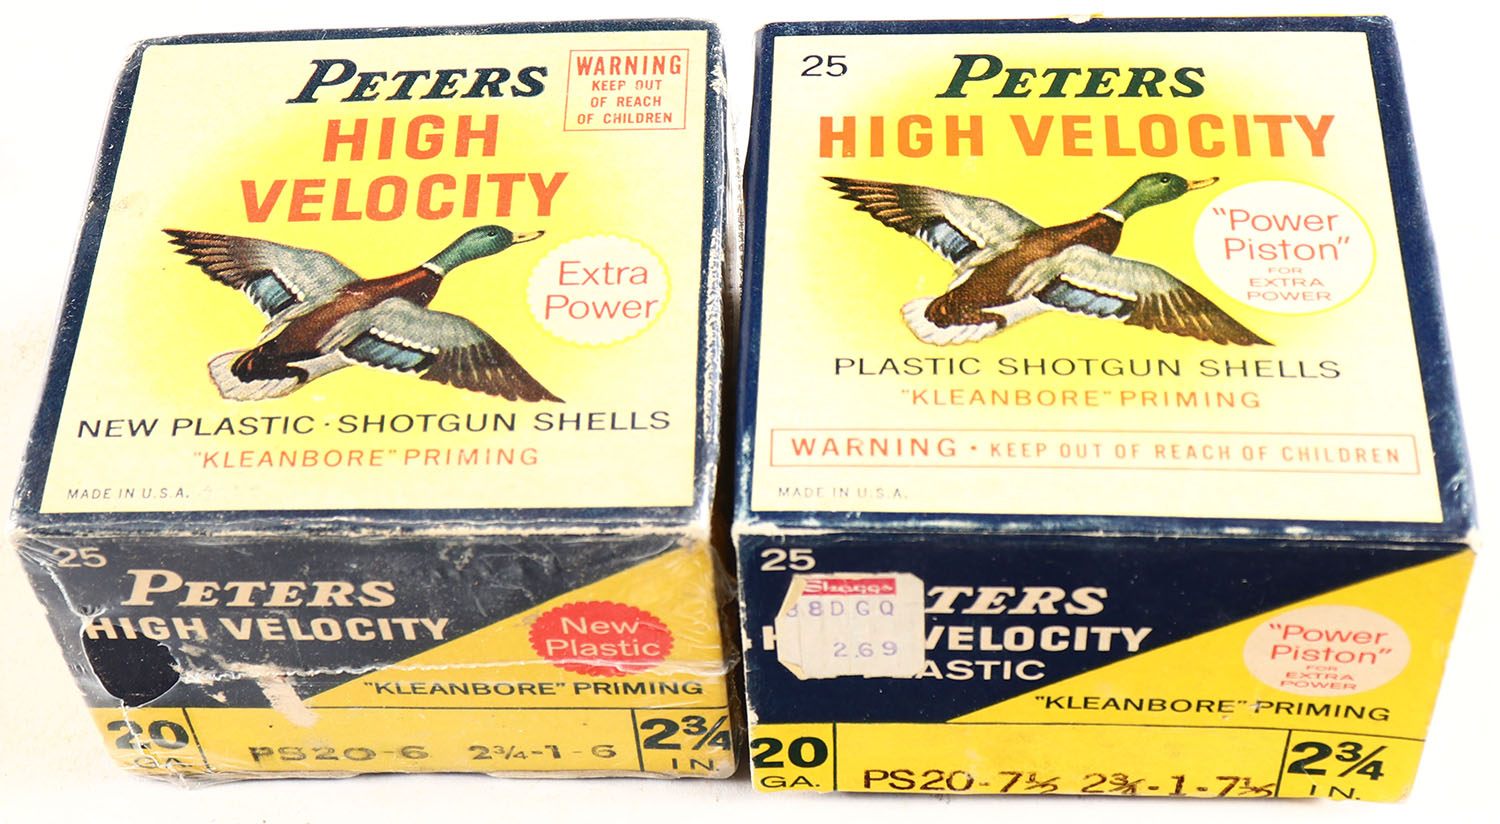 PETERS
HIGH
VELOCITY
WARNING
KEEP OUT
OF REACH
OF CHILDREN
Extra
Power
NEW PLASTIC · SHOTGUN SHELLS
"KLEANBORE" PRIMING
MADE IN U.S.A.
25
PETERS
HIGH VELOCITY
New
Plastic
"KLEANBORE" PRIMING
20
GA.
PS20-6 2¾-1-6
2¾
IN.
25
PETERS
HIGH VELOCITY
"Power
Piston"
FOR
EXTRA
POWER
PLASTIC SHOTGUN SHELLS
"KLEANBORE" PRIMING
WARNING · KEEP OUT OF REACH OF CHILDREN
MADE IN U.S.A.
25
Skaggs
88DGQ
2.69
TERS
H VELOCITY
ASTIC
"Power
Piston"
FOR
EXTRA
POWER
"KLEANBORE" PRIMING
20
GA.
PS20-7½ 2¾-1-7½
2¾
IN.